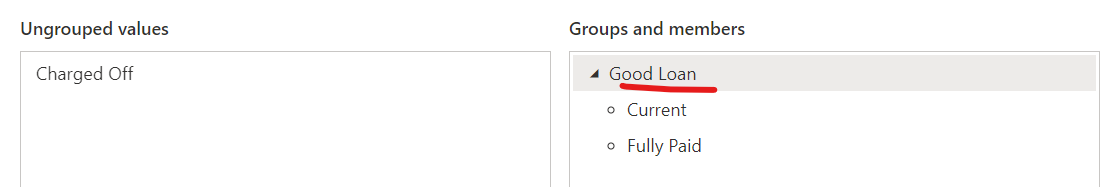 Ungrouped values
Charged Off
Groups and members
Good Loan
Current
Fully Paid